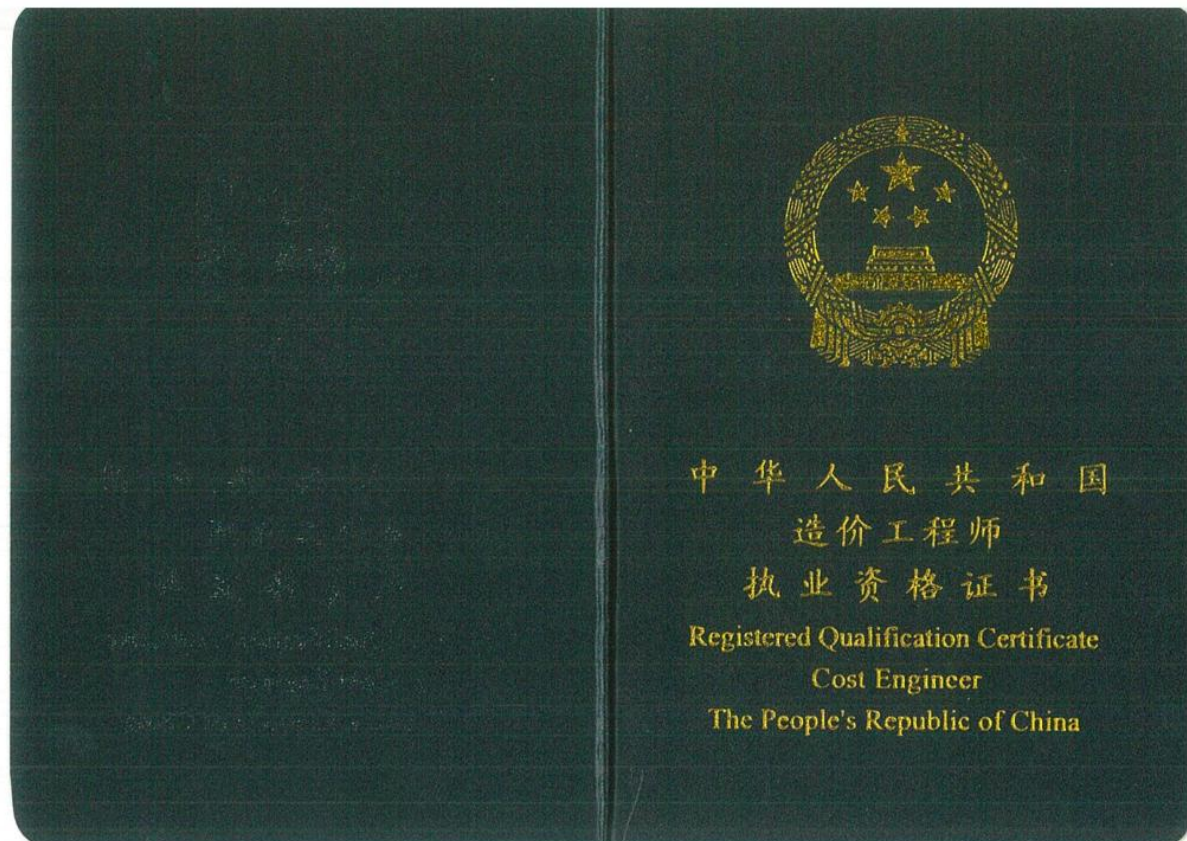 中华人民共和国
造价工程师
执业资格证书
Registered Qualification Certificate
Cost Engineer
The People's Republic of China